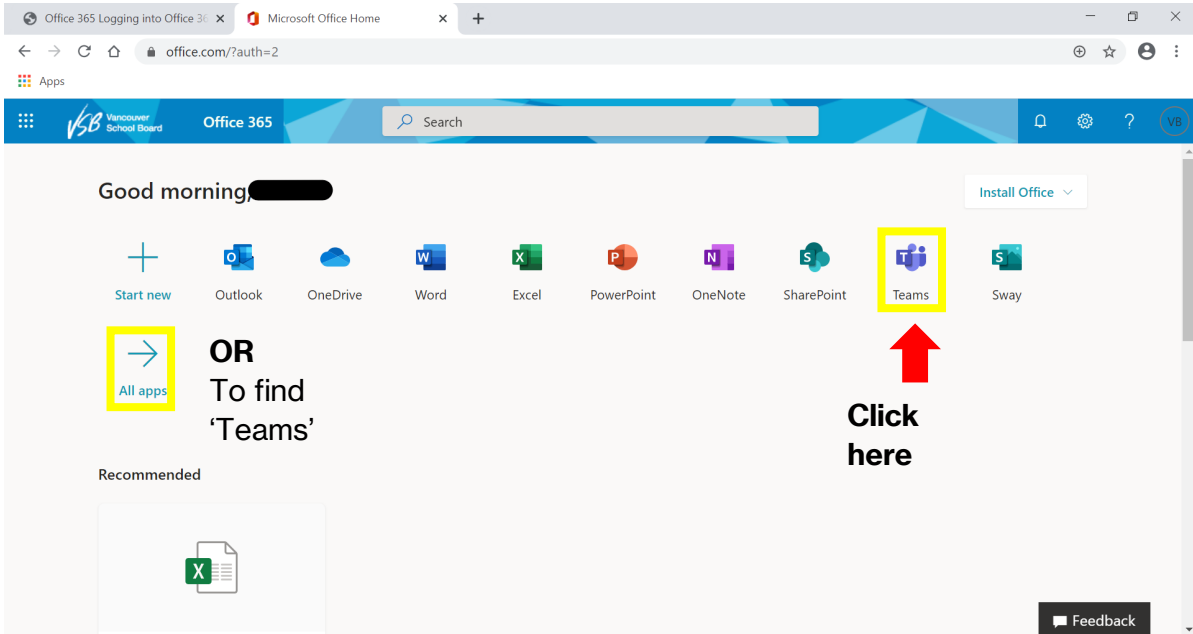 Office 365 Logging into Office 36
Microsoft Office Home
office.com/?auth=2
Apps
VSB Vancouver School Board
Office 365
Search
VB
Good morning,
Install Office
Start new
Outlook
OneDrive
Word
Excel
PowerPoint
OneNote
SharePoint
Teams
Sway
All apps
OR
To find
‘Teams’
Click
here
Recommended
Feedback